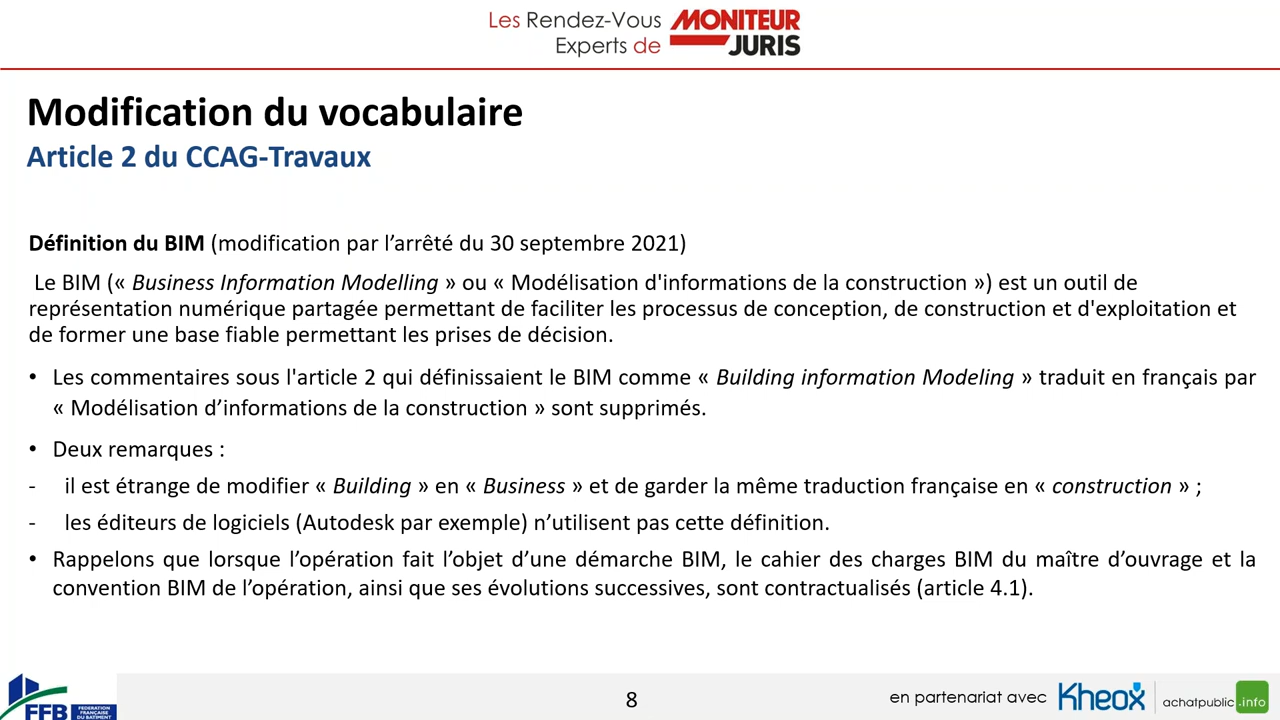 Les Rendez-Vous
Experts de
MONITEUR
JURIS
Modification du vocabulaire
Article 2 du CCAG-Travaux
Définition du BIM (modification par l’arrêté du 30 septembre 2021)
Le BIM (« Business Information Modelling » ou « Modélisation d'informations de la construction ») est un outil de
représentation numérique partagée permettant de faciliter les processus de conception, de construction et d'exploitation et
de former une base fiable permettant les prises de décision.
• Les commentaires sous l'article 2 qui définissaient le BIM comme « Building information Modeling » traduit en français par
« Modélisation d’informations de la construction » sont supprimés.
• Deux remarques :
- il est étrange de modifier « Building » en « Business » et de garder la même traduction française en « construction » ;
- les éditeurs de logiciels (Autodesk par exemple) n’utilisent pas cette définition.
• Rappelons que lorsque l’opération fait l’objet d’une démarche BIM, le cahier des charges BIM du maître d’ouvrage et la
convention BIM de l’opération, ainsi que ses évolutions successives, sont contractualisés (article 4.1).
FFB
FEDERATION
FRANÇAISE
DU BÂTIMENT
8
en partenariat avec
Kheox
achatpublic.info